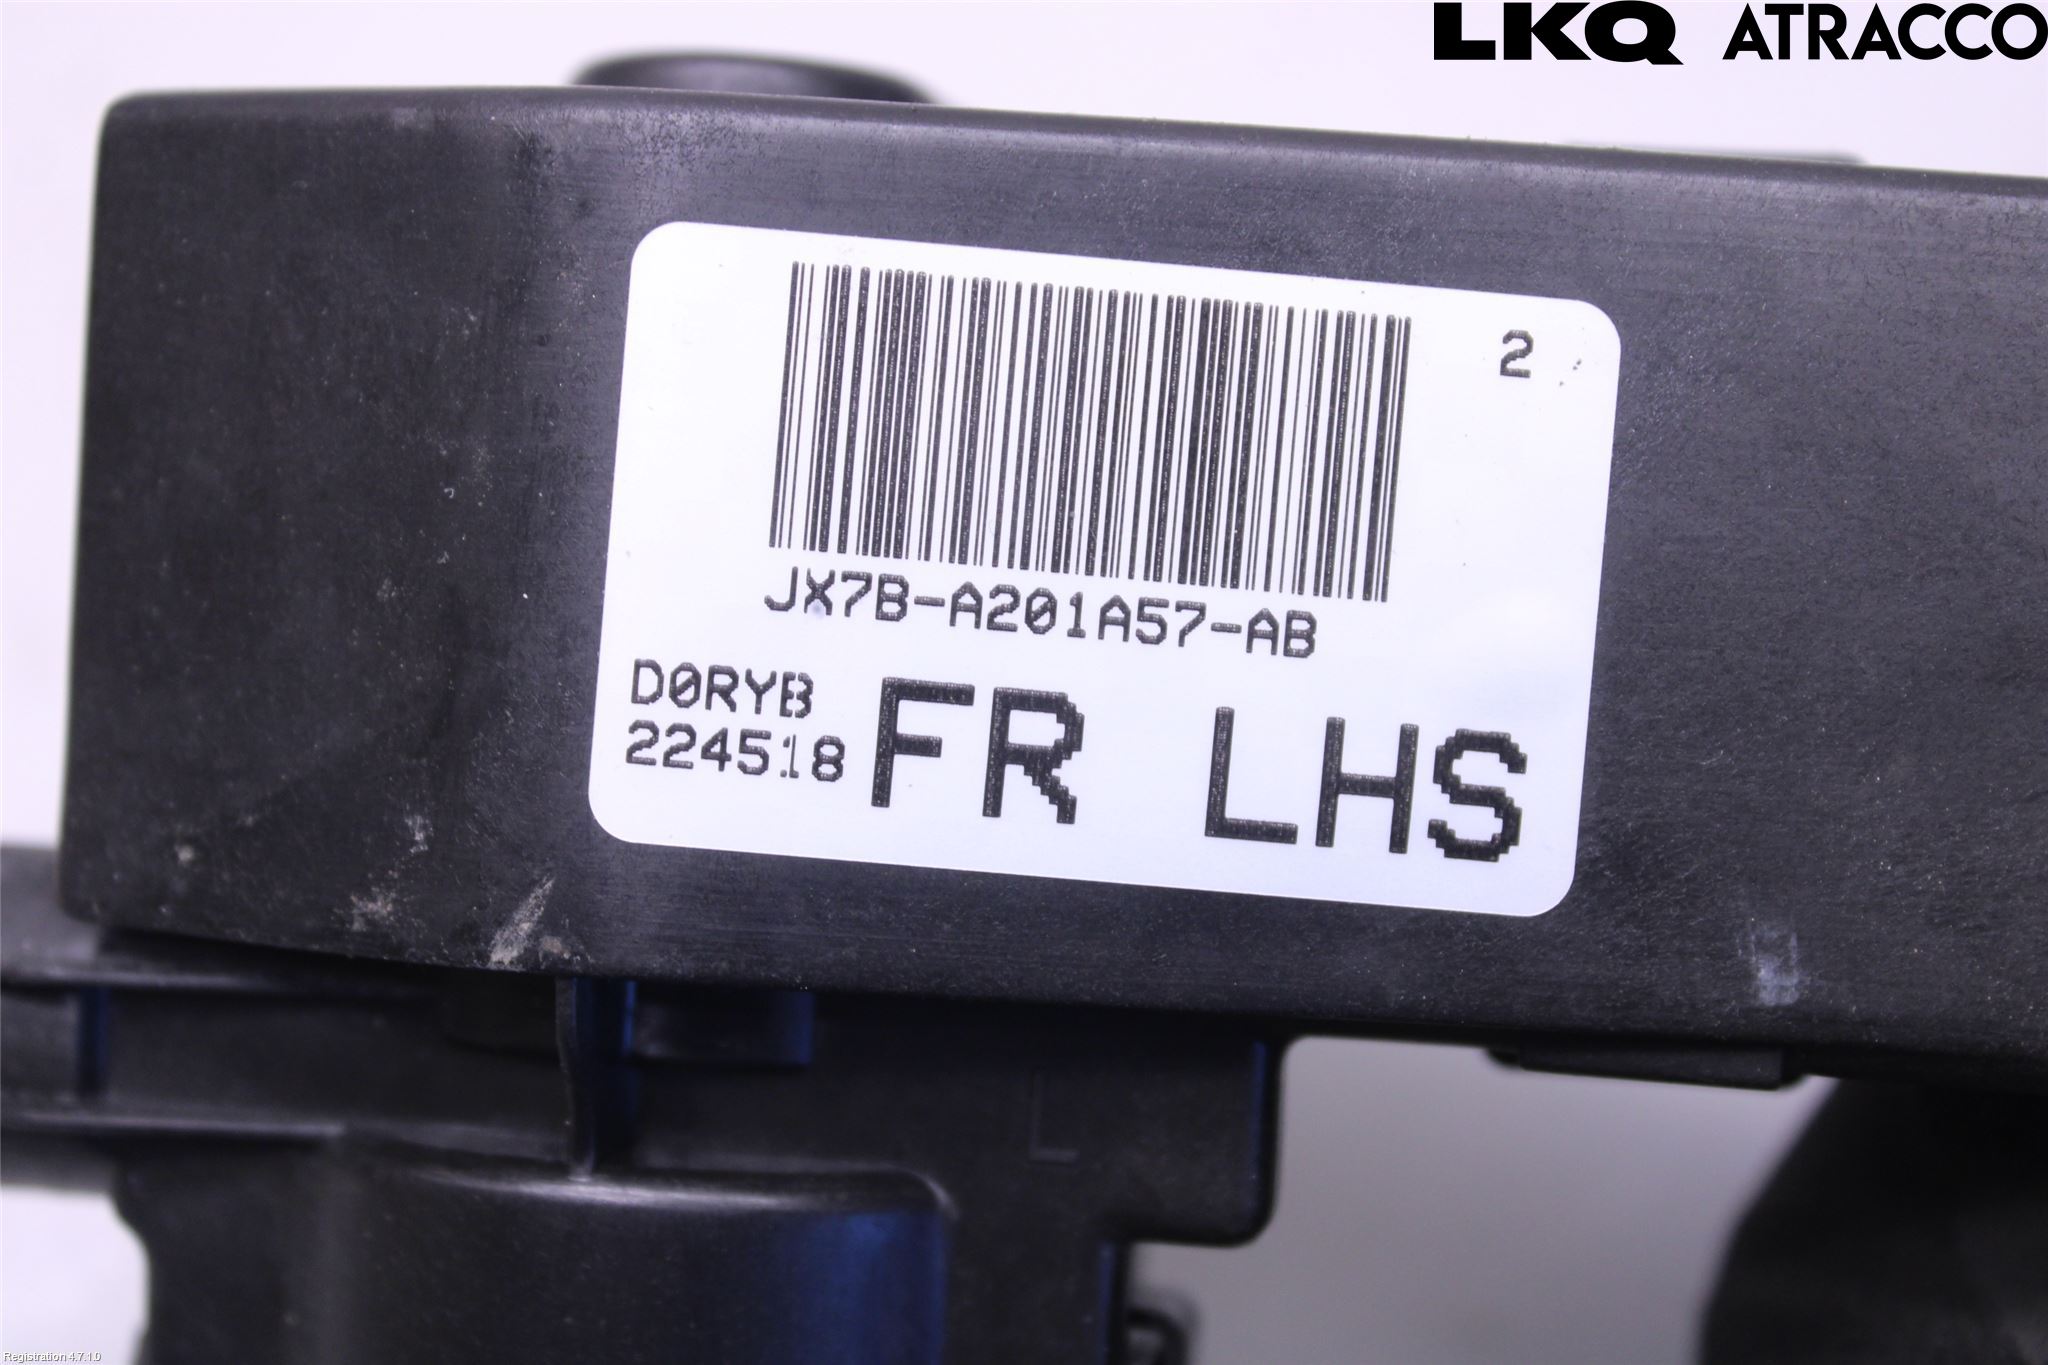 LKQ ATRACCO
2
JX7B-A201A57-AB
D0RYB
224518
FR LHS
L
Registration 4.7.1.0